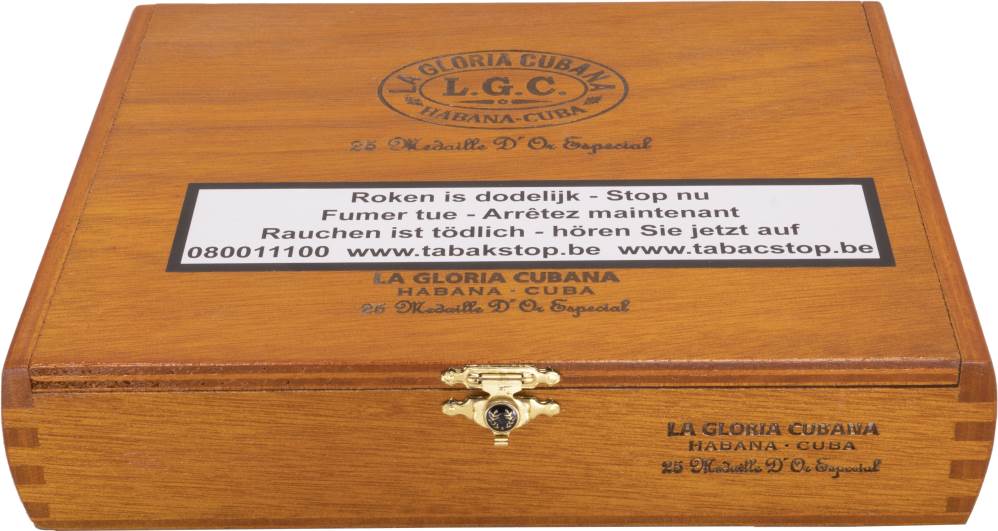 LA GLORIA CUBANA
L.G.C.
HABANA-CUBA
25 Medaille D'Or Especial
Roken is dodelijk - Stop nu
Fumer tue - Arrêtez maintenant
Rauchen ist tödlich - hören Sie jetzt auf
080011100 www.tabakstop.be www.tabacstop.be
LA GLORIA CUBANA
HABANA · CUBA
25 Medaille D'Or Especial
LA GLORIA CUBANA
HABANA · CUBA
25 Medaille D'Or Especial